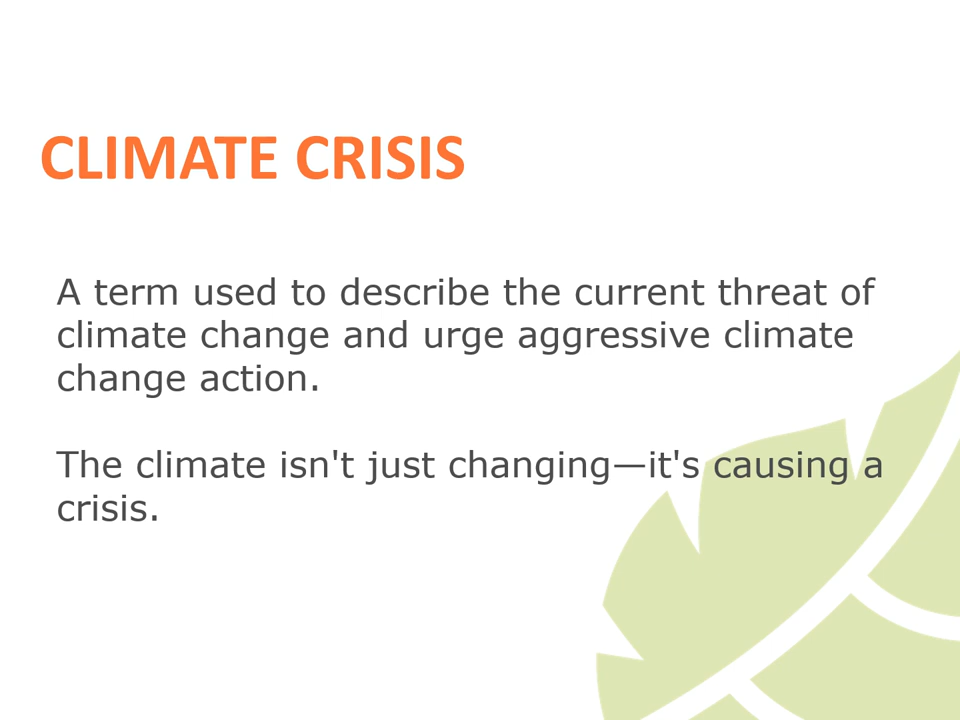 CLIMATE CRISIS
A term used to describe the current threat of
climate change and urge aggressive climate
change action.
The climate isn't just changing—it's causing a
crisis.